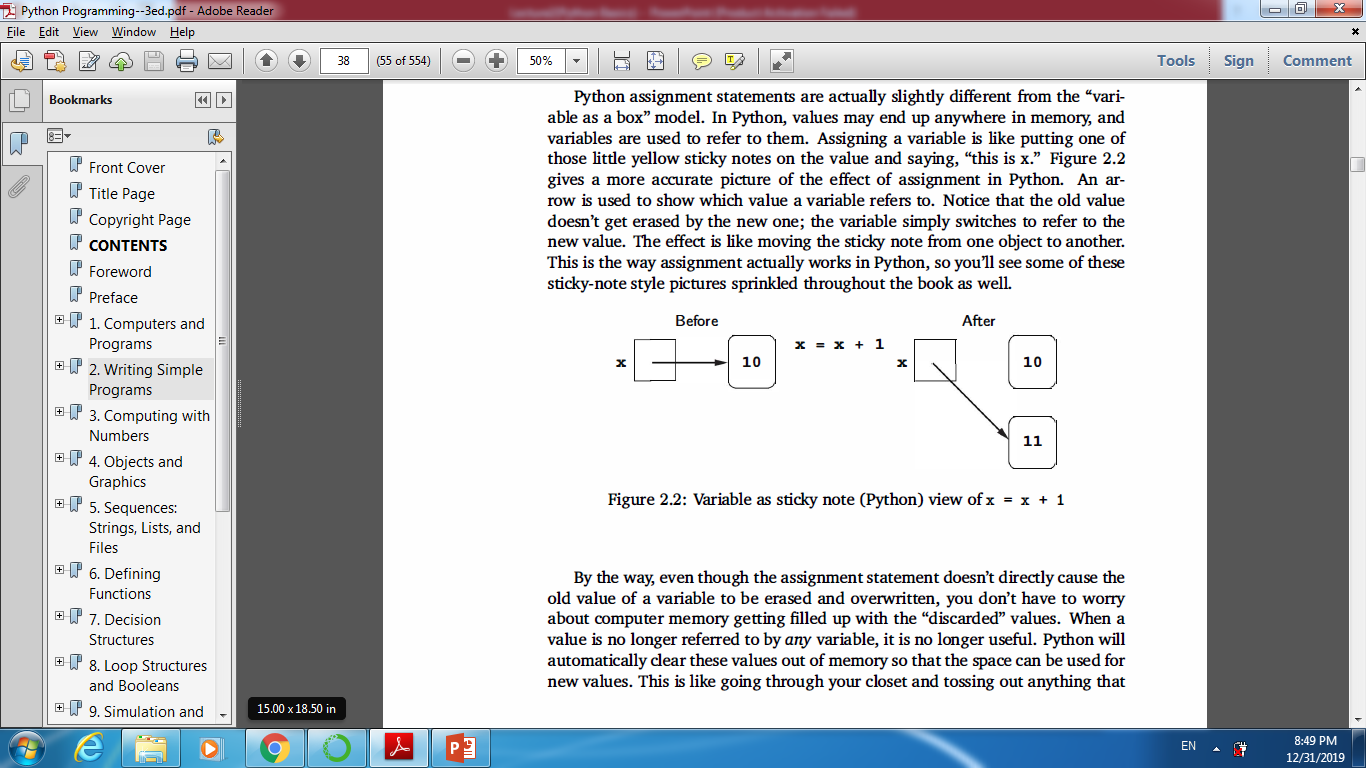 Python Programming--3ed.pdf - Adobe Reader
File Edit View Window Help
38 (55 of 554) 50% Tools Sign Comment
Bookmarks
Front Cover
Title Page
Copyright Page
CONTENTS
Foreword
Preface
1. Computers and
Programs
2. Writing Simple
Programs
3. Computing with
Numbers
4. Objects and
Graphics
5. Sequences:
Strings, Lists, and
Files
6. Defining
Functions
7. Decision
Structures
8. Loop Structures
and Booleans
9. Simulation and
Python assignment statements are actually slightly different from the “vari-
able as a box” model. In Python, values may end up anywhere in memory, and
variables are used to refer to them. Assigning a variable is like putting one of
those little yellow sticky notes on the value and saying, “this is x.” Figure 2.2
gives a more accurate picture of the effect of assignment in Python. An ar-
row is used to show which value a variable refers to. Notice that the old value
doesn’t get erased by the new one; the variable simply switches to refer to the
new value. The effect is like moving the sticky note from one object to another.
This is the way assignment actually works in Python, so you’ll see some of these
sticky-note style pictures sprinkled throughout the book as well.
Before After
x = x + 1
x 10 x 10
11
Figure 2.2: Variable as sticky note (Python) view of x = x + 1
By the way, even though the assignment statement doesn’t directly cause the
old value of a variable to be erased and overwritten, you don’t have to worry
about computer memory getting filled up with the “discarded” values. When a
value is no longer referred to by any variable, it is no longer useful. Python will
automatically clear these values out of memory so that the space can be used for
new values. This is like going through your closet and tossing out anything that
15.00 x 18.50 in
EN
8:49 PM
12/31/2019